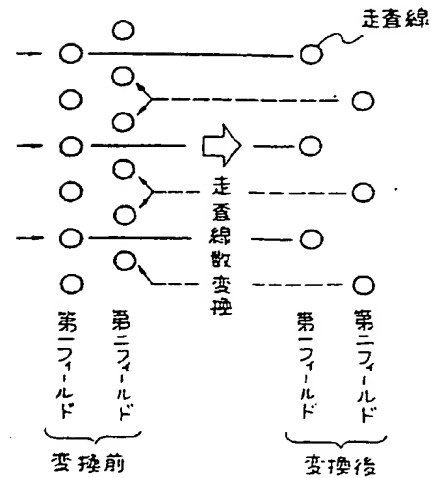 走査線
走査線数変換
第一フィールド
第二フィールド
第一フィールド
第二フィールド
変換前
変換後